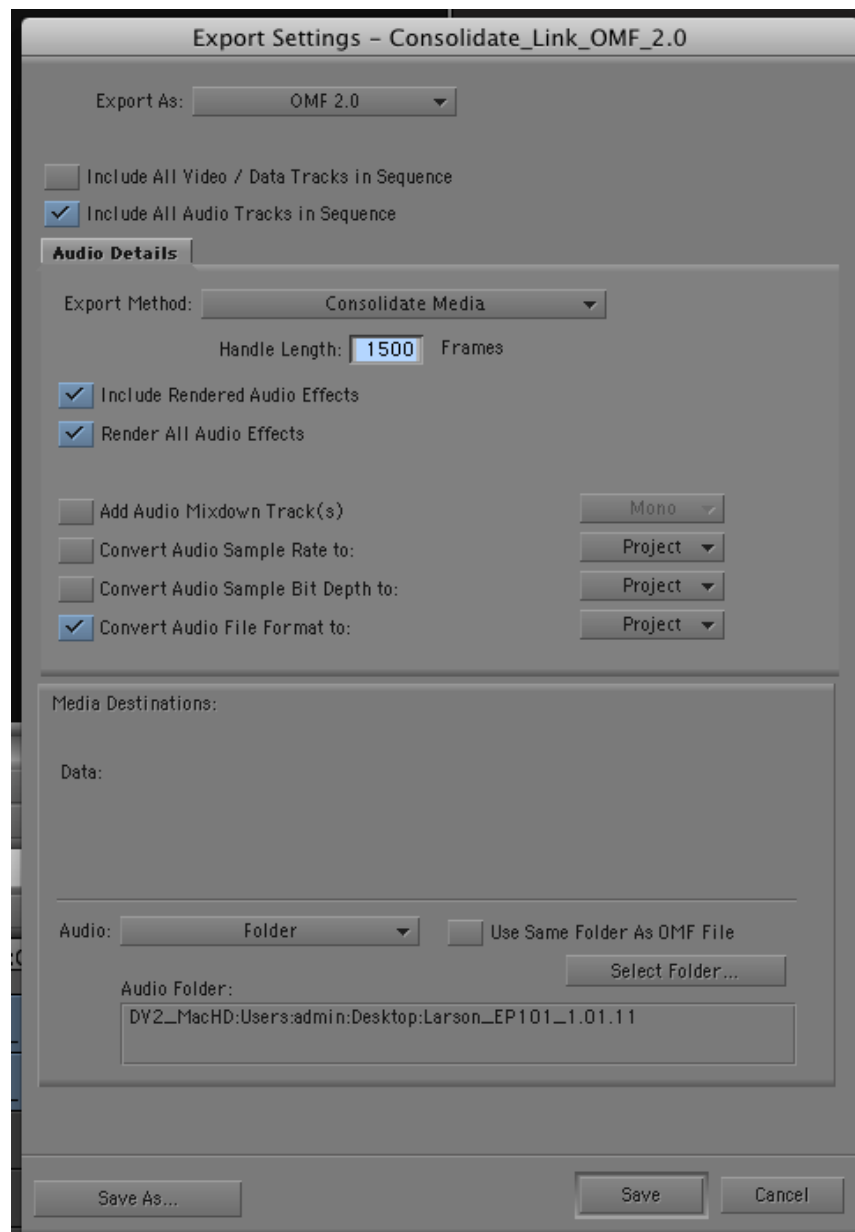 Export Settings - Consolidate_Link_OMF_2.0
Export As: OMF 2.0
Include All Video / Data Tracks in Sequence
Include All Audio Tracks in Sequence
Audio Details
Export Method: Consolidate Media
Handle Length: 1500 Frames
Include Rendered Audio Effects
Render All Audio Effects
Add Audio Mixdown Track(s) Mono
Convert Audio Sample Rate to: Project
Convert Audio Sample Bit Depth to: Project
Convert Audio File Format to: Project
Media Destinations:
Data:
Audio: Folder Use Same Folder As OMF File
Select Folder...
Audio Folder:
DV2_MacHD:Users:admin:Desktop:Larson_EP101_1.01.11
Save As... Save Cancel